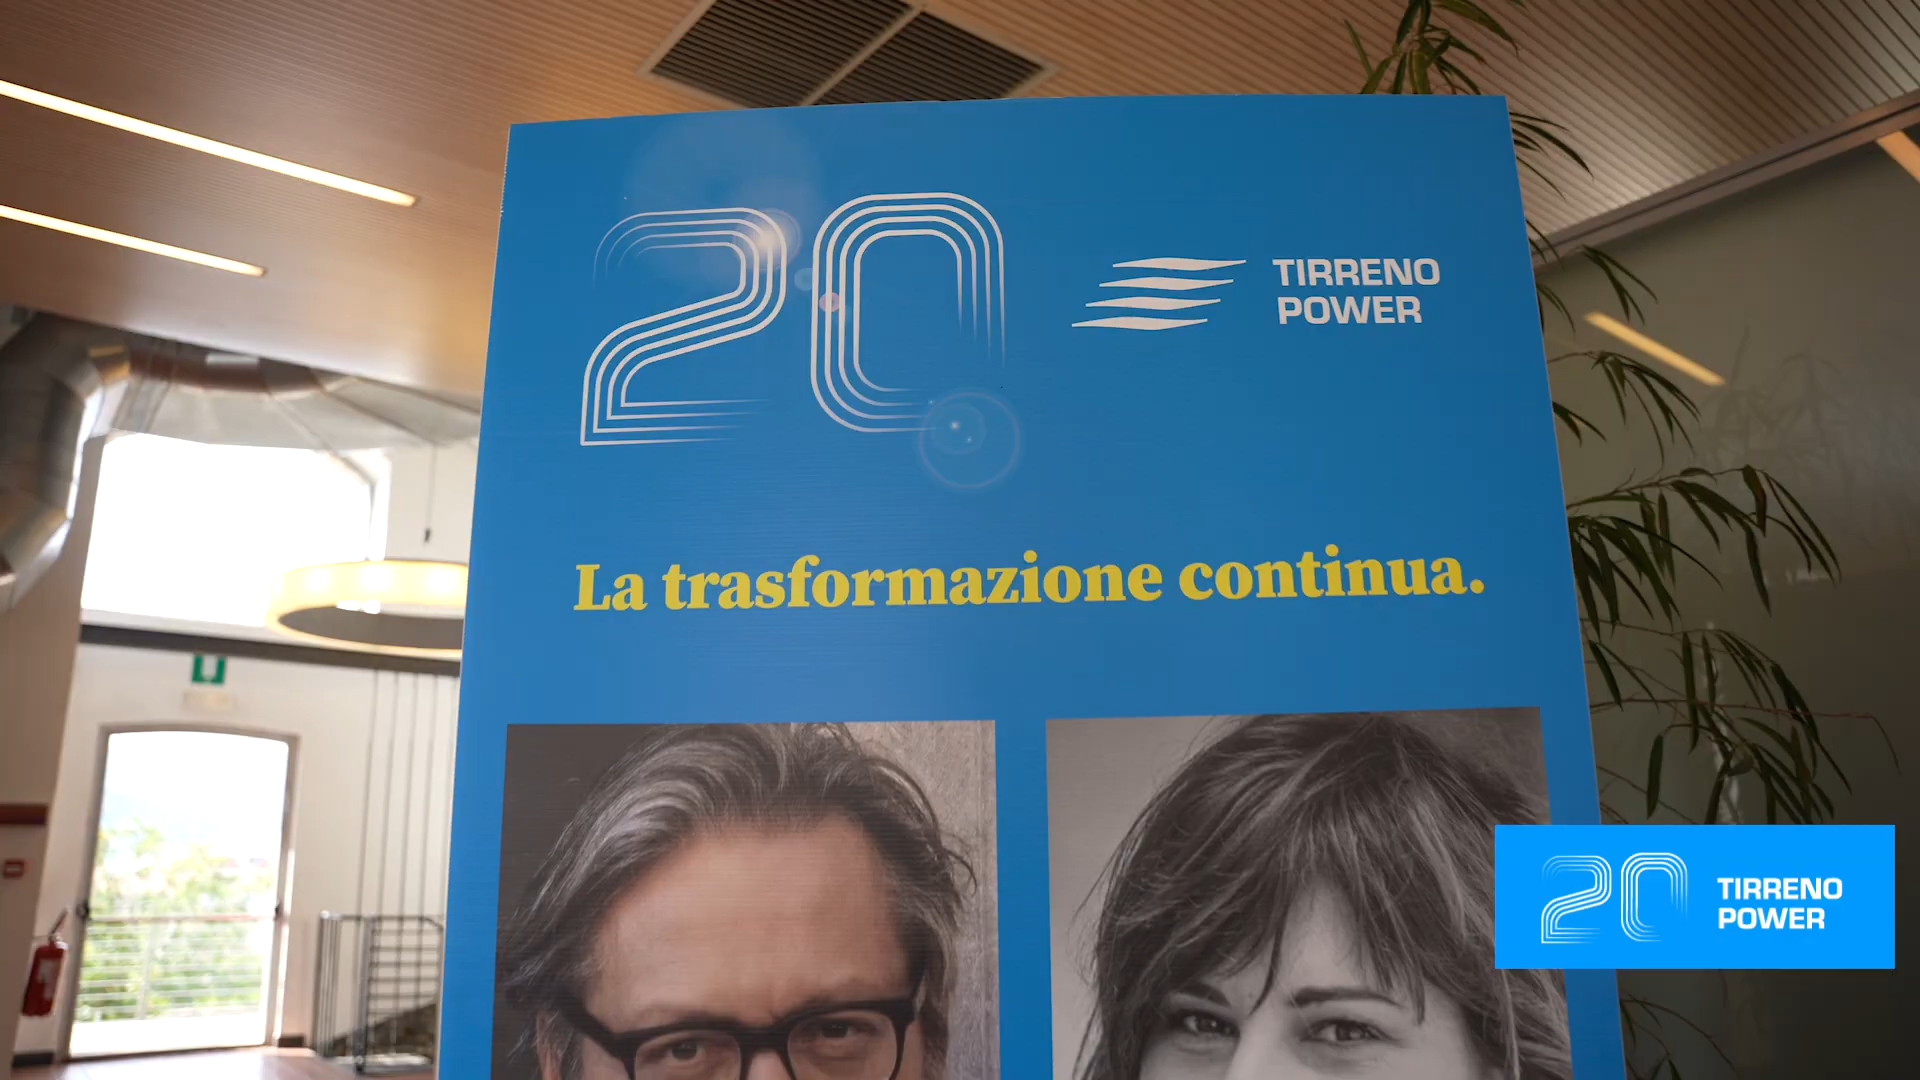 20
TIRRENO
POWER
La trasformazione continua.
20
TIRRENO
POWER